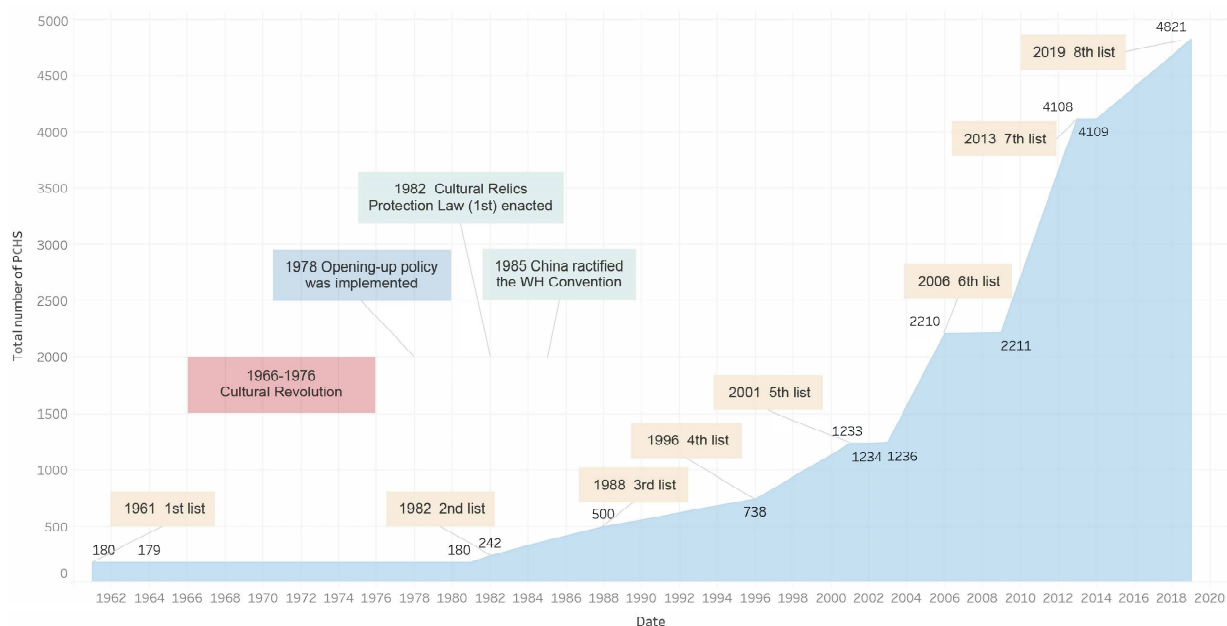 5000
4821
2019 8th list
4500
4108
4000
2013 7th list
4109
3500
1982 Cultural Relics
Protection Law (1st) enacted
3000
1978 Opening-up policy
was implemented
1985 China ractified
the WH Convention
2006 6th list
2500
2210
2211
2000
1966-1976
Cultural Revolution
1500
2001 5th list
1233
1234 1236
1996 4th list
1000
1988 3rd list
738
500
1961 1st list
1982 2nd list
500
180 179
180 242
0
Total number of PCHS
1962 1964 1966 1968 1970 1972 1974 1976 1978 1980 1982 1984 1986 1988 1990 1992 1994 1996 1998 2000 2002 2004 2006 2008 2010 2012 2014 2016 2018 2020
Date